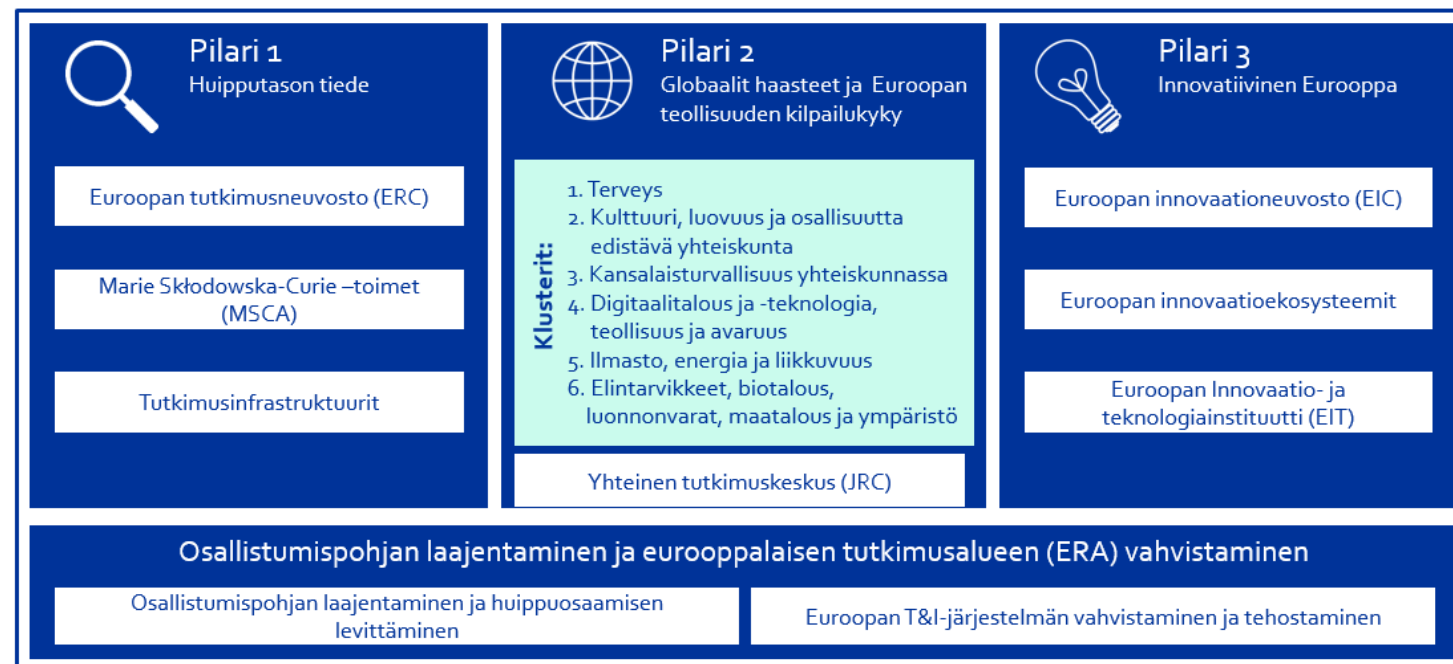 Pilari 1
Huipputason tiede
Euroopan tutkimusneuvosto (ERC)
Marie Skłodowska-Curie –toimet
(MSCA)
Tutkimusinfrastruktuurit
Pilari 2
Globaalit haasteet ja Euroopan
teollisuuden kilpailukyky
Klusterit:
1. Terveys
2. Kulttuuri, luovuus ja osallisuutta
edistävä yhteiskunta
3. Kansalaisturvallisuus yhteiskunnassa
4. Digitaalitalous ja -teknologia,
teollisuus ja avaruus
5. Ilmasto, energia ja liikkuvuus
6. Elintarvikkeet, biotalous,
luonnonvarat, maatalous ja ympäristö
Yhteinen tutkimuskeskus (JRC)
Pilari 3
Innovatiivinen Eurooppa
Euroopan innovaationeuvosto (EIC)
Euroopan innovaatioekosysteemit
Euroopan Innovaatio- ja
teknologiainstituutti (EIT)
Osallistumispohjan laajentaminen ja eurooppalaisen tutkimusalueen (ERA) vahvistaminen
Osallistumispohjan laajentaminen ja huippuosaamisen
levittäminen
Euroopan T&I-järjestelmän vahvistaminen ja tehostaminen